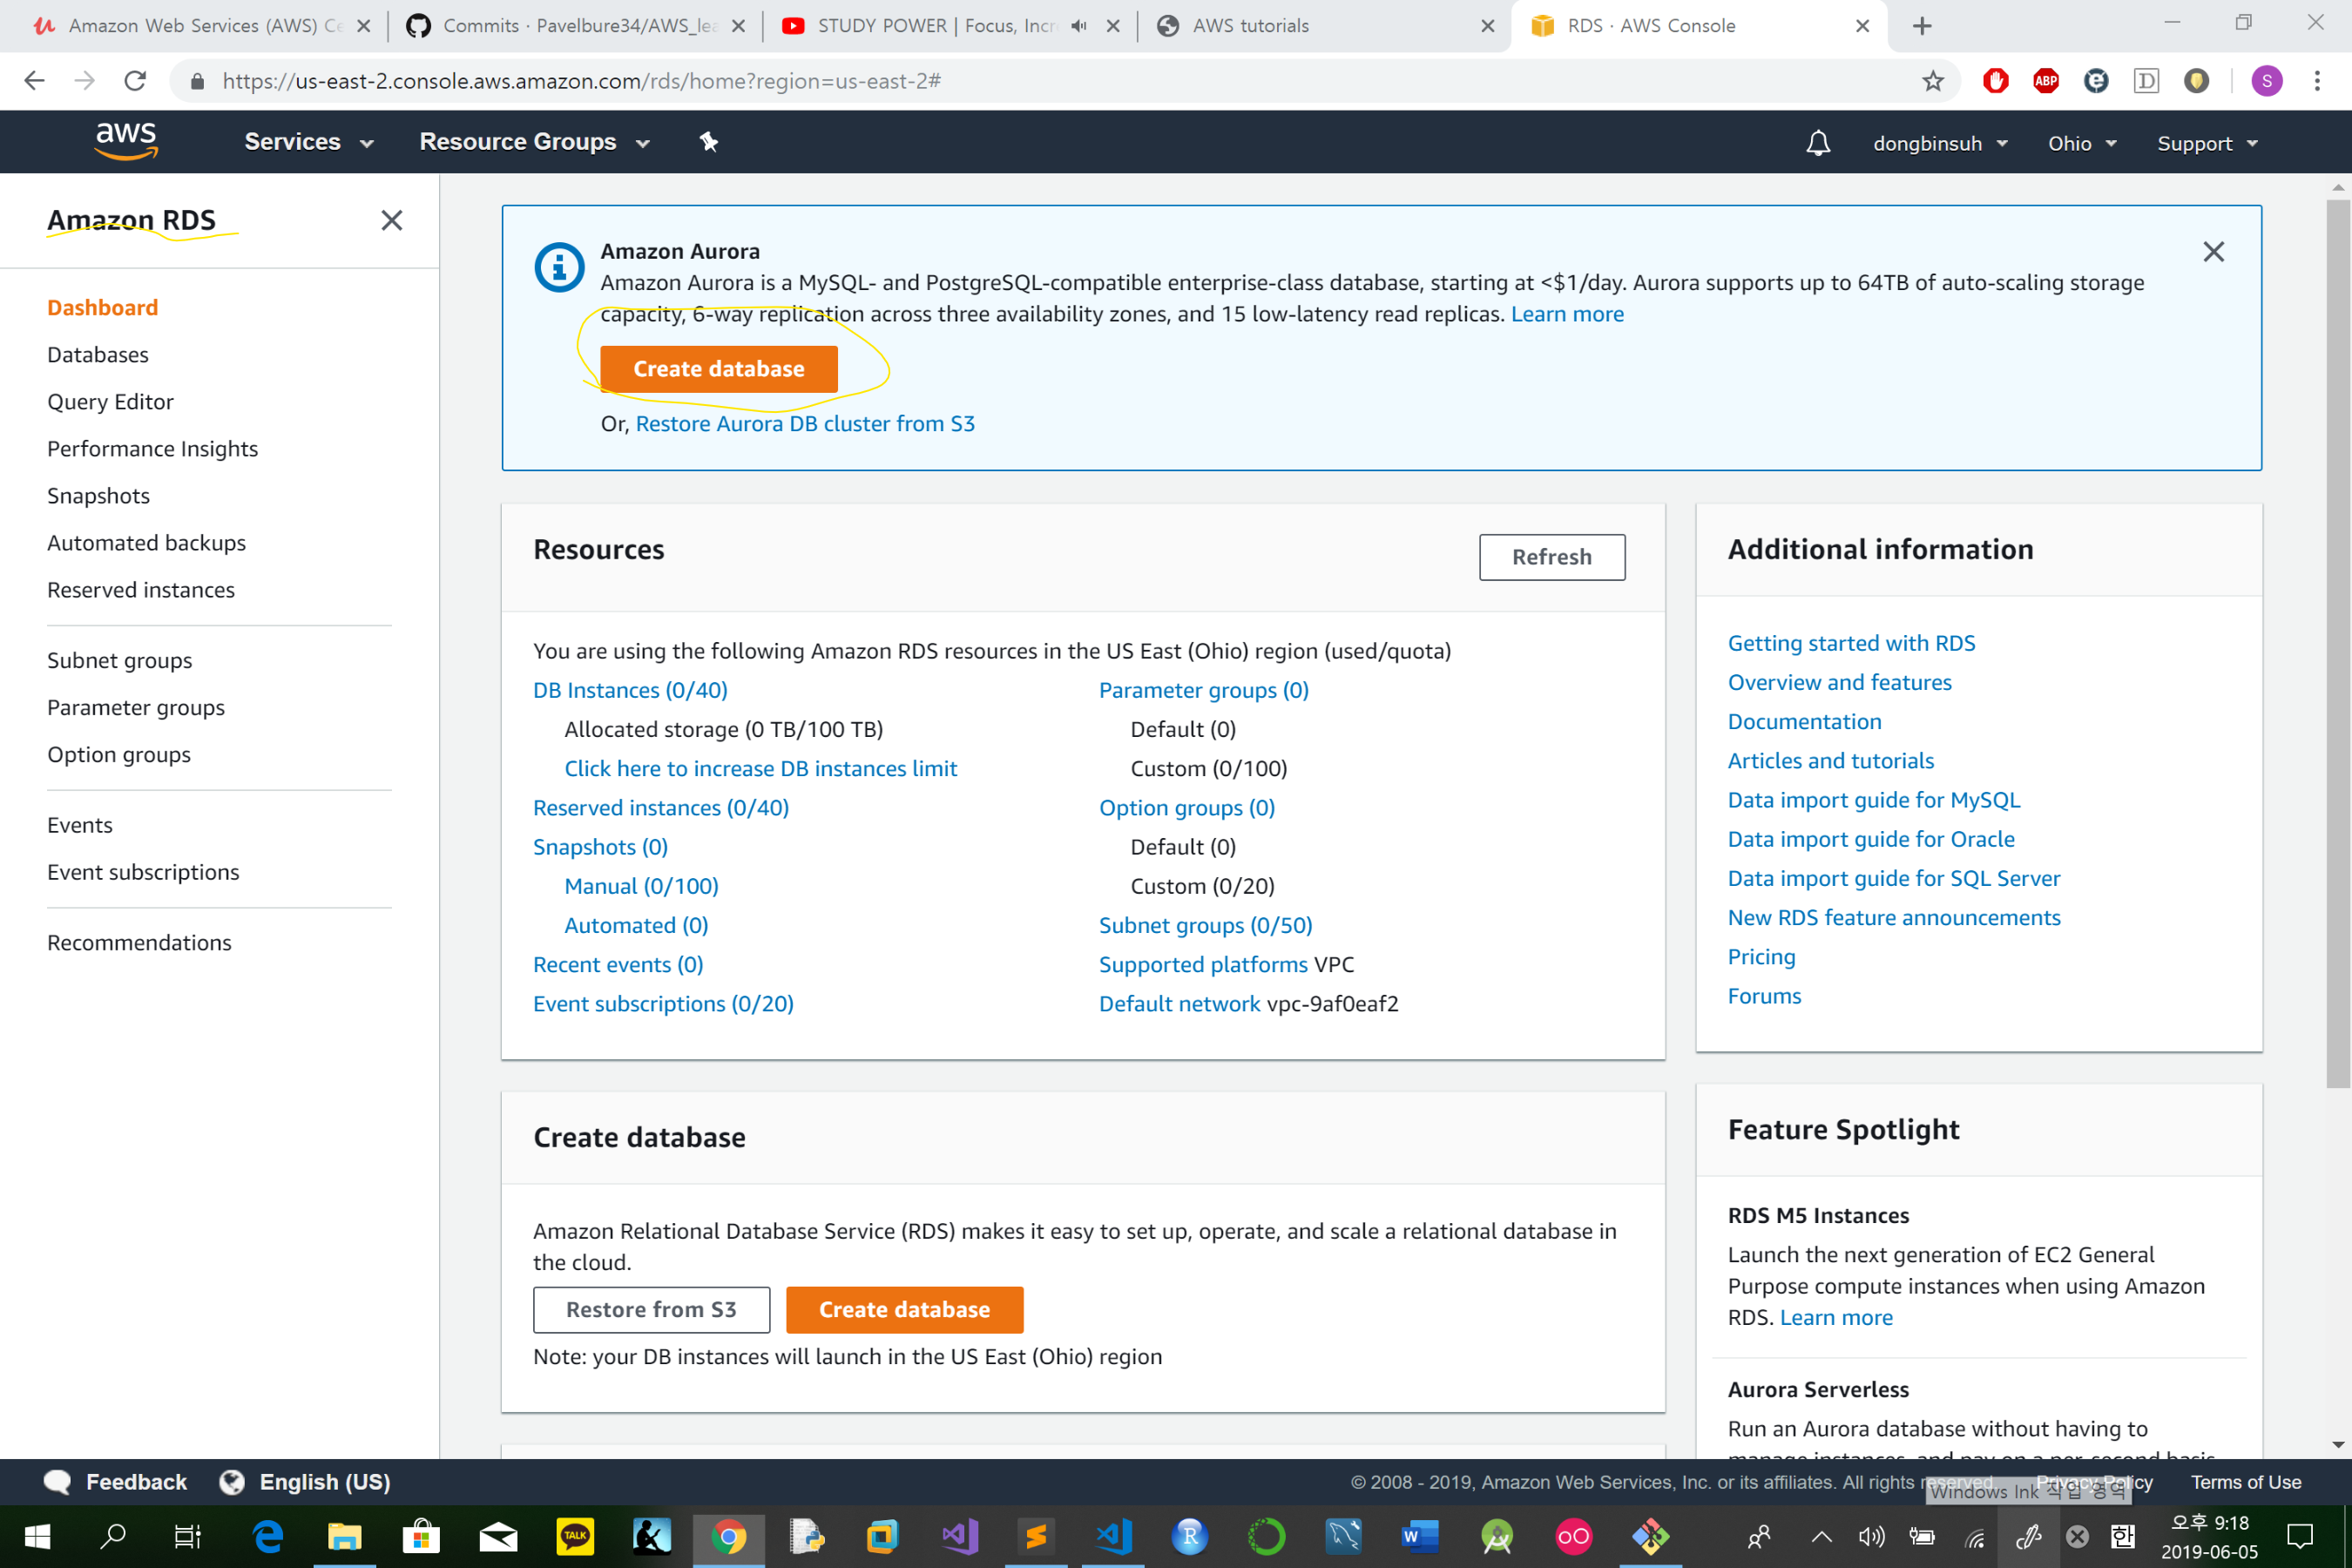 Amazon Web Services (AWS) Ce
Commits · Pavelbure34/AWS_lea
STUDY POWER | Focus, Incre
AWS tutorials
RDS · AWS Console
https://us-east-2.console.aws.amazon.com/rds/home?region=us-east-2#
ABP
D
S
aws
Services
Resource Groups
dongbinsuh
Ohio
Support
Amazon RDS
Dashboard
Databases
Query Editor
Performance Insights
Snapshots
Automated backups
Reserved instances
Subnet groups
Parameter groups
Option groups
Events
Event subscriptions
Recommendations
Amazon Aurora
Amazon Aurora is a MySQL- and PostgreSQL-compatible enterprise-class database, starting at <$1/day. Aurora supports up to 64TB of auto-scaling storage
capacity, 6-way replication across three availability zones, and 15 low-latency read replicas. Learn more
Create database
Or, Restore Aurora DB cluster from S3
Resources
Refresh
You are using the following Amazon RDS resources in the US East (Ohio) region (used/quota)
DB Instances (0/40)
Allocated storage (0 TB/100 TB)
Click here to increase DB instances limit
Reserved instances (0/40)
Snapshots (0)
Manual (0/100)
Automated (0)
Recent events (0)
Event subscriptions (0/20)
Parameter groups (0)
Default (0)
Custom (0/100)
Option groups (0)
Default (0)
Custom (0/20)
Subnet groups (0/50)
Supported platforms VPC
Default network vpc-9af0eaf2
Create database
Amazon Relational Database Service (RDS) makes it easy to set up, operate, and scale a relational database in
the cloud.
Restore from S3
Create database
Note: your DB instances will launch in the US East (Ohio) region
Additional information
Getting started with RDS
Overview and features
Documentation
Articles and tutorials
Data import guide for MySQL
Data import guide for Oracle
Data import guide for SQL Server
New RDS feature announcements
Pricing
Forums
Feature Spotlight
RDS M5 Instances
Launch the next generation of EC2 General
Purpose compute instances when using Amazon
RDS. Learn more
Aurora Serverless
Run an Aurora database without having to
manage instances, and pay on a per-second basis
Feedback
English (US)
© 2008 - 2019, Amazon Web Services, Inc. or its affiliates. All rights reserved.
Privacy Policy
Terms of Use
Windows Ink 작업 영역
TALK
R
W
한
오후 9:18
2019-06-05